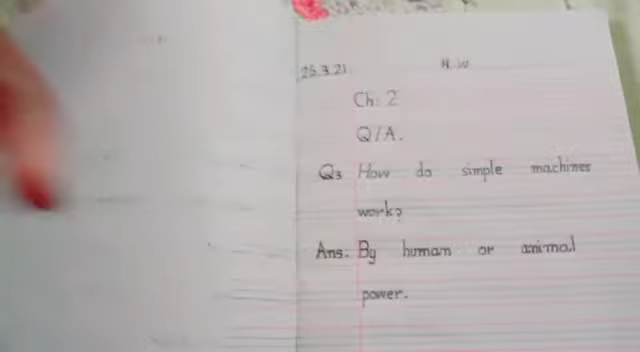 25.3.21 H.W
Ch: 2
Q/A.
Q3 How do simple machines
work?
Ans: By human or animal
power.